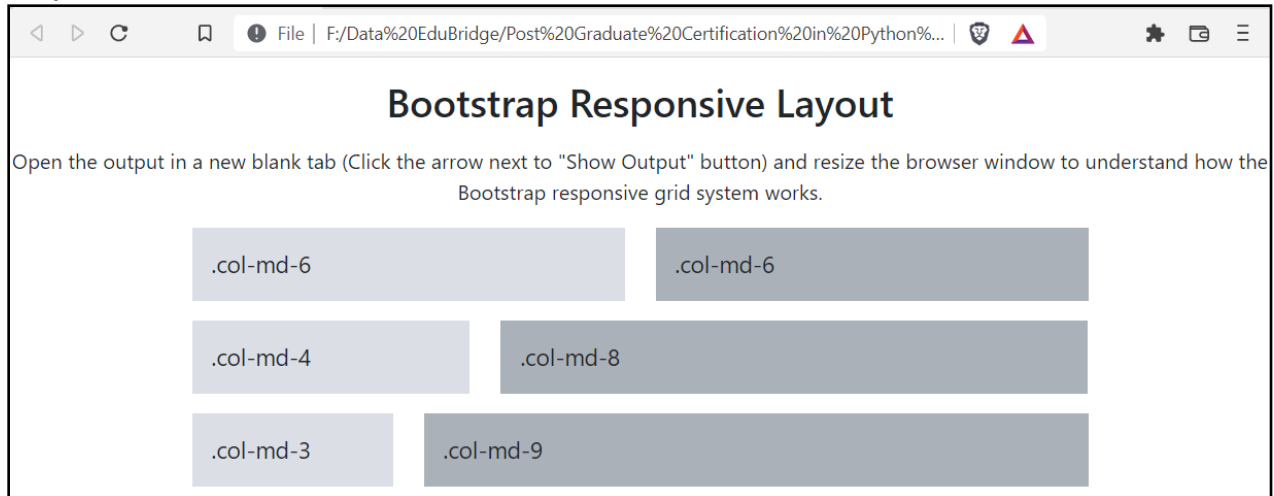 File | F:/Data%20EduBridge/Post%20Graduate%20Certification%20in%20Python%...
Bootstrap Responsive Layout
Open the output in a new blank tab (Click the arrow next to "Show Output" button) and resize the browser window to understand how the
Bootstrap responsive grid system works.
.col-md-6 .col-md-6
.col-md-4 .col-md-8
.col-md-3 .col-md-9